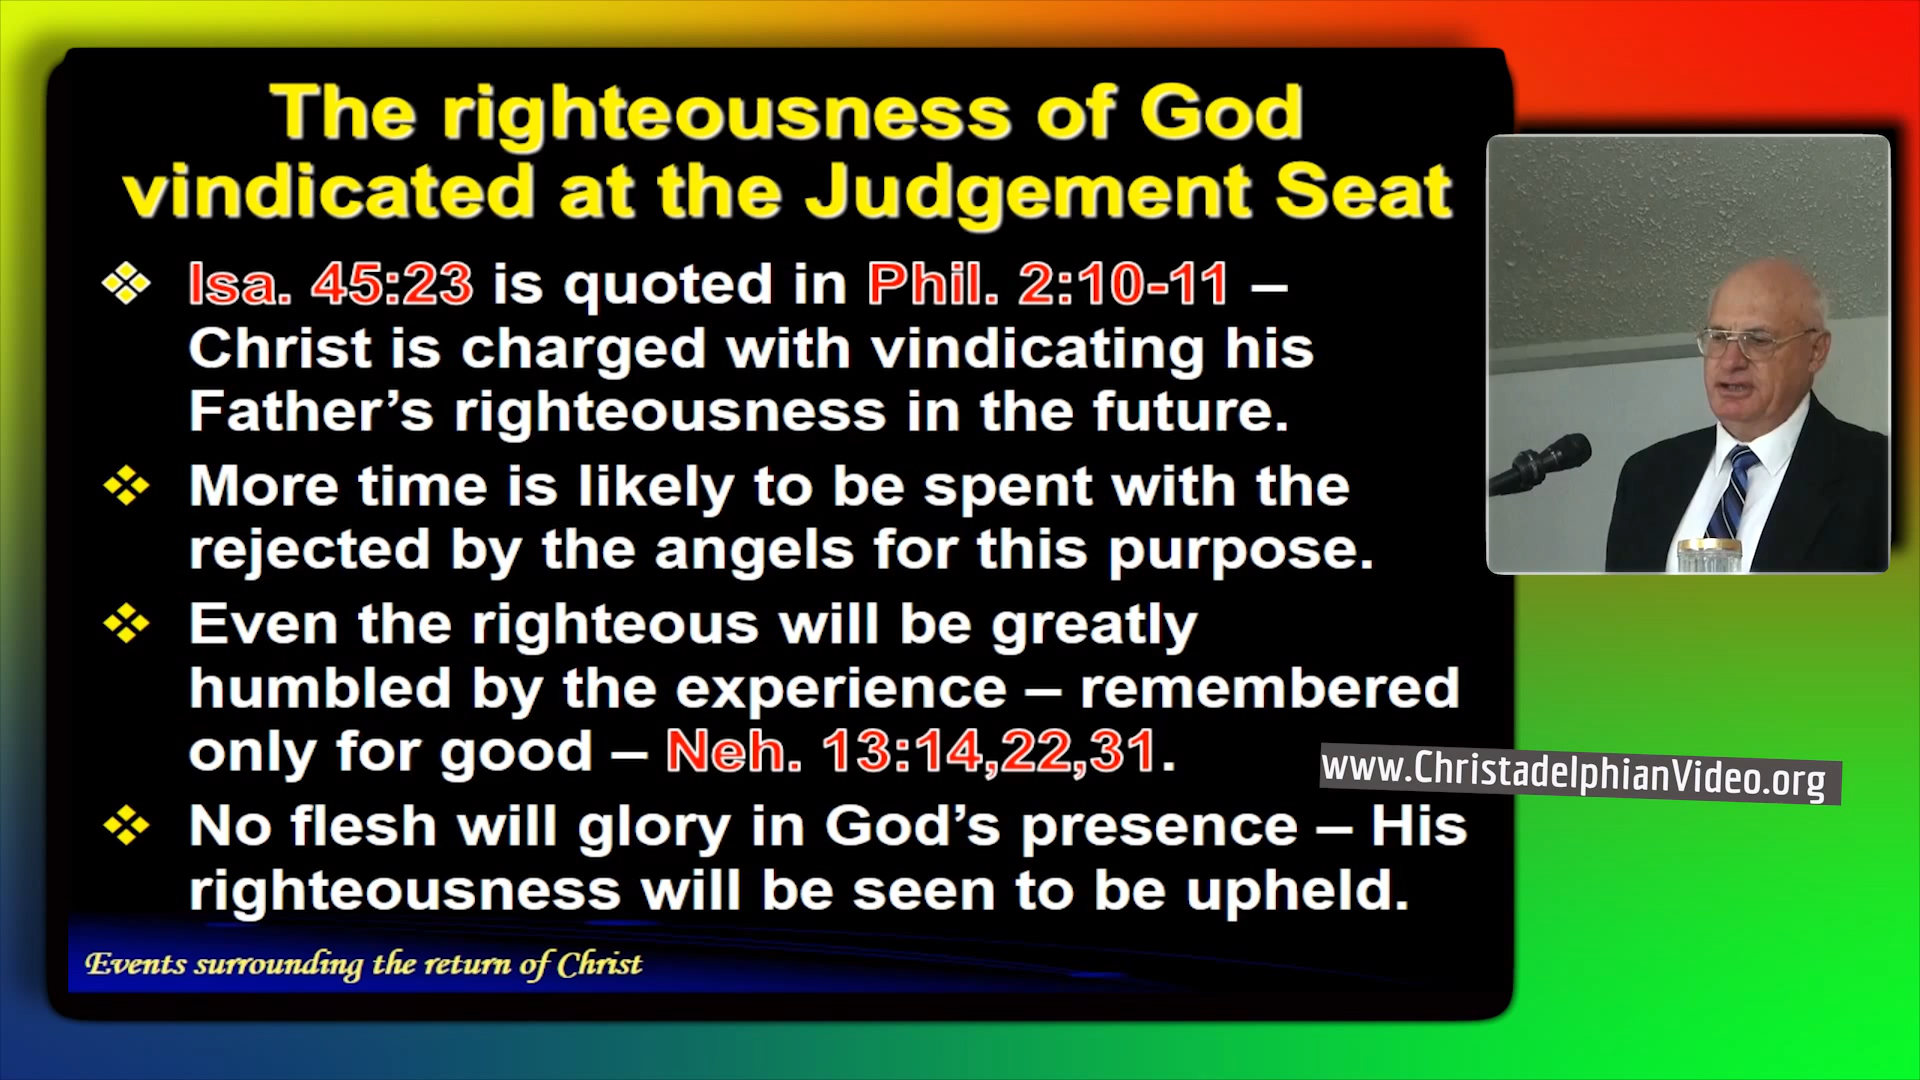 The righteousness of God
vindicated at the Judgement Seat
Isa. 45:23 is quoted in Phil. 2:10-11 –
Christ is charged with vindicating his
Father’s righteousness in the future.
More time is likely to be spent with the
rejected by the angels for this purpose.
Even the righteous will be greatly
humbled by the experience – remembered
only for good – Neh. 13:14,22,31.
No flesh will glory in God’s presence – His
righteousness will be seen to be upheld.
Events surrounding the return of Christ
www.ChristadelphianVideo.org